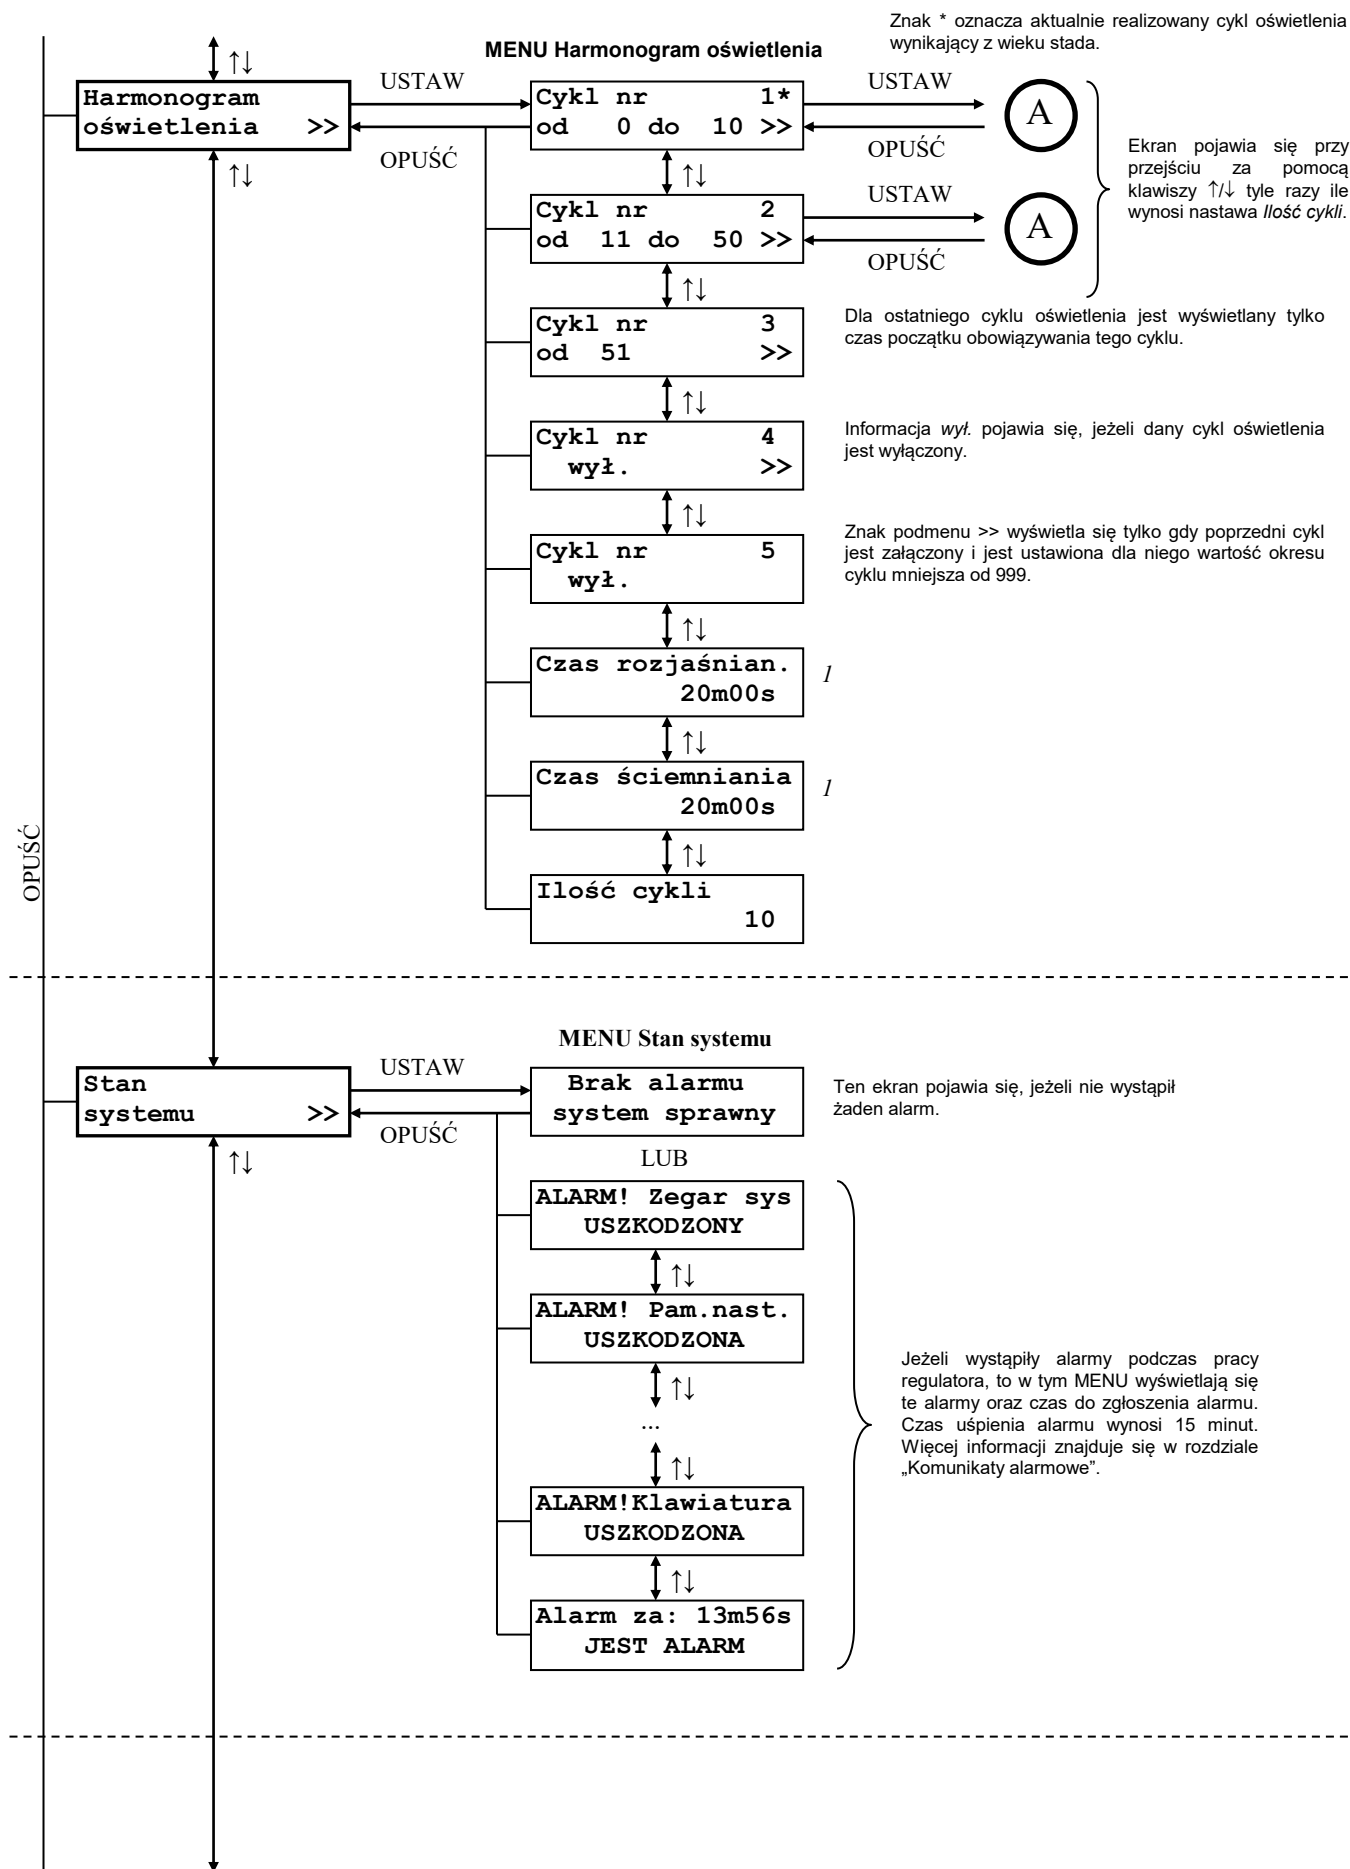 Znak * oznacza aktualnie realizowany cykl oświetlenia
wynikający z wieku stada.
MENU Harmonogram oświetlenia
↑↓
Harmonogram
oświetlenia >>
USTAW
OPUŚĆ
↑↓
Cykl nr 1*
od 0 do 10 >>
USTAW
OPUŚĆ
A
↑↓
Cykl nr 2
od 11 do 50 >>
USTAW
OPUŚĆ
A
Ekran pojawia się przy
przejściu za pomocą
klawiszy ↑/↓ tyle razy ile
wynosi nastawa Ilość cykli.
↑↓
Cykl nr 3
od 51 >>
Dla ostatniego cyklu oświetlenia jest wyświetlany tylko
czas początku obowiązywania tego cyklu.
↑↓
Cykl nr 4
wył. >>
Informacja wył. pojawia się, jeżeli dany cykl oświetlenia
jest wyłączony.
↑↓
Cykl nr 5
wył.
Znak podmenu >> wyświetla się tylko gdy poprzedni cykl
jest załączony i jest ustawiona dla niego wartość okresu
cyklu mniejsza od 999.
↑↓
Czas rozjaśnian.
20m00s
1
↑↓
Czas ściemniania
20m00s
1
↑↓
Ilość cykli
10
OPUŚĆ
MENU Stan systemu
Stan
systemu >>
USTAW
OPUŚĆ
↑↓
Brak alarmu
system sprawny
Ten ekran pojawia się, jeżeli nie wystąpił
żaden alarm.
LUB
ALARM! Zegar sys
USZKODZONY
↑↓
ALARM! Pam.nast.
USZKODZONA
↑↓
...
↑↓
ALARM!Klawiatura
USZKODZONA
↑↓
Alarm za: 13m56s
JEST ALARM
Jeżeli wystąpiły alarmy podczas pracy
regulatora, to w tym MENU wyświetlają się
te alarmy oraz czas do zgłoszenia alarmu.
Czas uśpienia alarmu wynosi 15 minut.
Więcej informacji znajduje się w rozdziale
„Komunikaty alarmowe”.